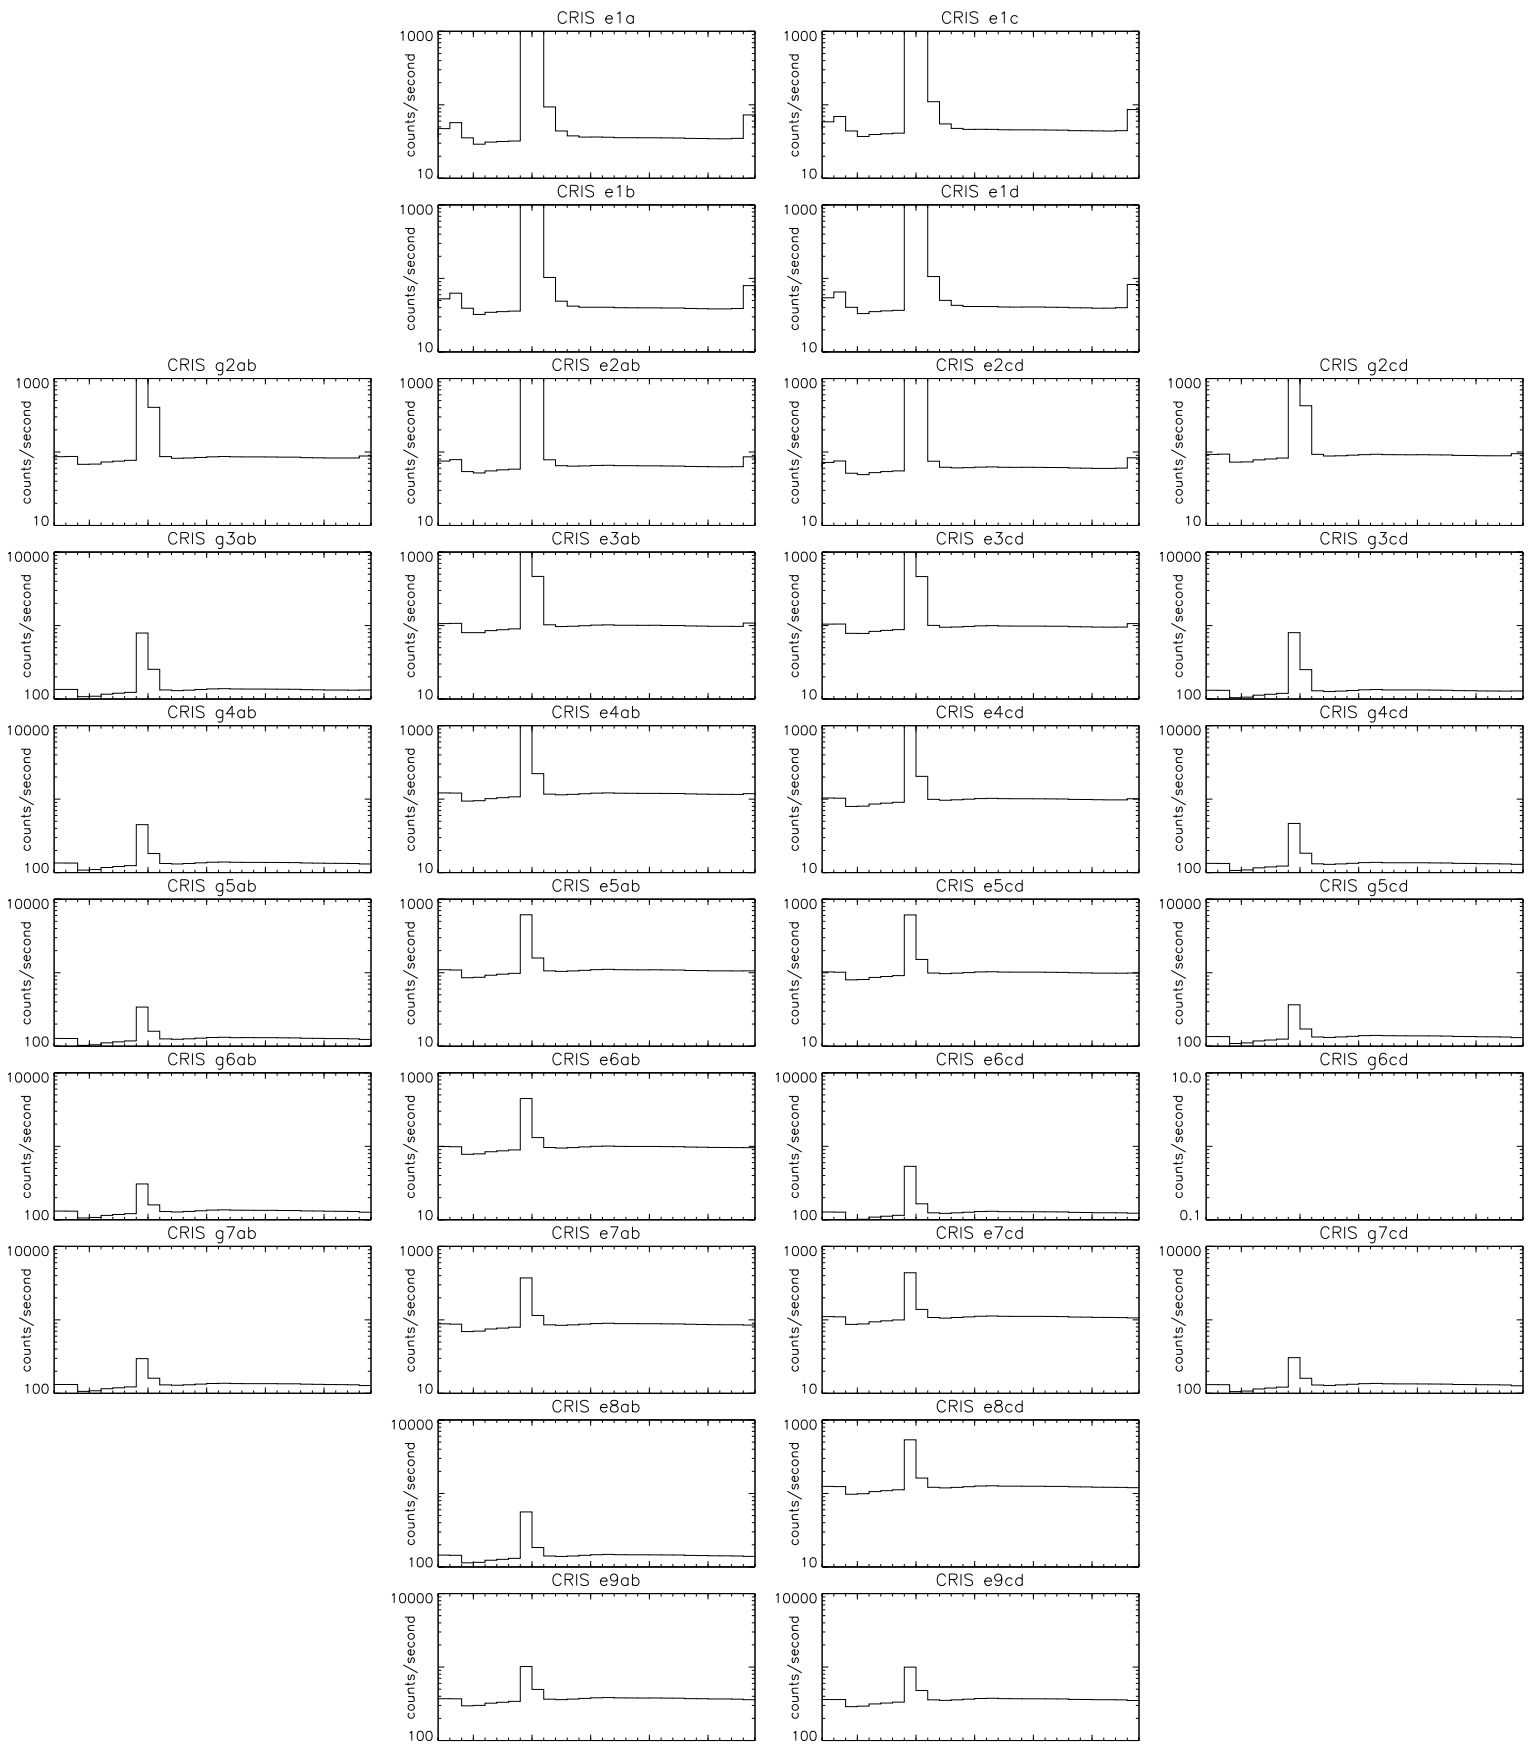 CRIS e1a
CRIS e1c
1000
counts/second
10
1000
counts/second
10
CRIS e1b
CRIS e1d
1000
counts/second
10
1000
counts/second
10
CRIS g2ab
CRIS e2ab
CRIS e2cd
CRIS g2cd
1000
counts/second
10
1000
counts/second
10
1000
counts/second
10
1000
counts/second
10
CRIS g3ab
CRIS e3ab
CRIS e3cd
CRIS g3cd
10000
counts/second
100
1000
counts/second
10
1000
counts/second
10
10000
counts/second
100
CRIS g4ab
CRIS e4ab
CRIS e4cd
CRIS g4cd
10000
counts/second
100
1000
counts/second
10
1000
counts/second
10
10000
counts/second
100
CRIS g5ab
CRIS e5ab
CRIS e5cd
CRIS g5cd
10000
counts/second
100
1000
counts/second
10
1000
counts/second
10
10000
counts/second
100
CRIS g6ab
CRIS e6ab
CRIS e6cd
CRIS g6cd
10000
counts/second
100
1000
counts/second
10
10000
counts/second
100
10.0
counts/second
0.1
CRIS g7ab
CRIS e7ab
CRIS e7cd
CRIS g7cd
10000
counts/second
100
1000
counts/second
10
1000
counts/second
10
10000
counts/second
100
CRIS e8ab
CRIS e8cd
10000
counts/second
100
1000
counts/second
10
CRIS e9ab
CRIS e9cd
10000
counts/second
100
10000
counts/second
100